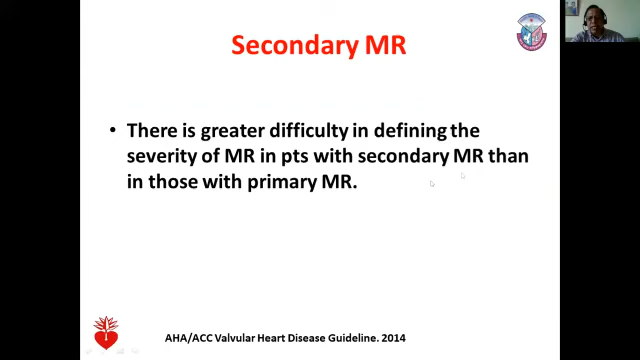 Secondary MR
• There is greater difficulty in defining the
severity of MR in pts with secondary MR than
in those with primary MR.
AHA/ACC Valvular Heart Disease Guideline. 2014